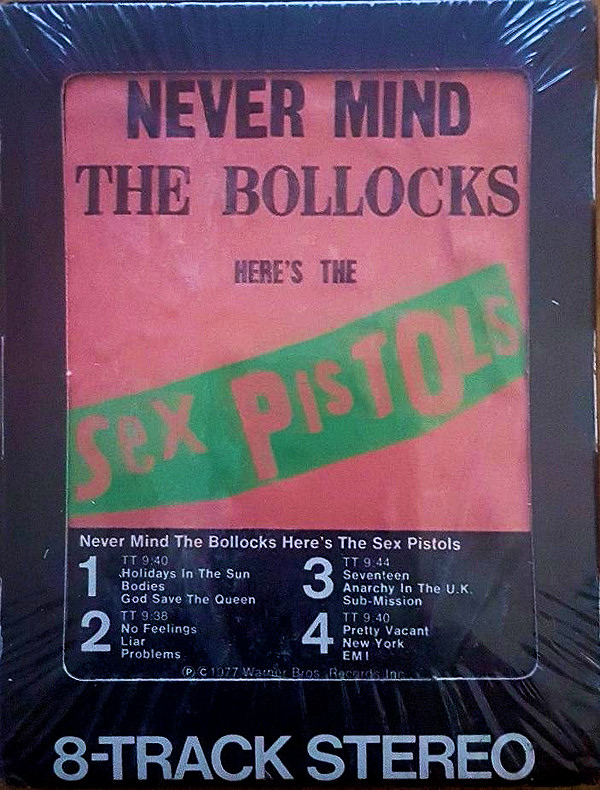 NEVER MIND
THE BOLLOCKS
HERE'S THE
Sex PISTOLS
Never Mind The Bollocks Here's The Sex Pistols
1
TT 9:40
Holidays In The Sun
Bodies
God Save The Queen
2
TT 9:38
No Feelings
Liar
Problems
3
TT 9:44
Seventeen
Anarchy In The U.K.
Sub-Mission
4
TT 9:40
Pretty Vacant
New York
EMI
Ⓟ/© 1977 Warner Bros. Records Inc.
8-TRACK STEREO